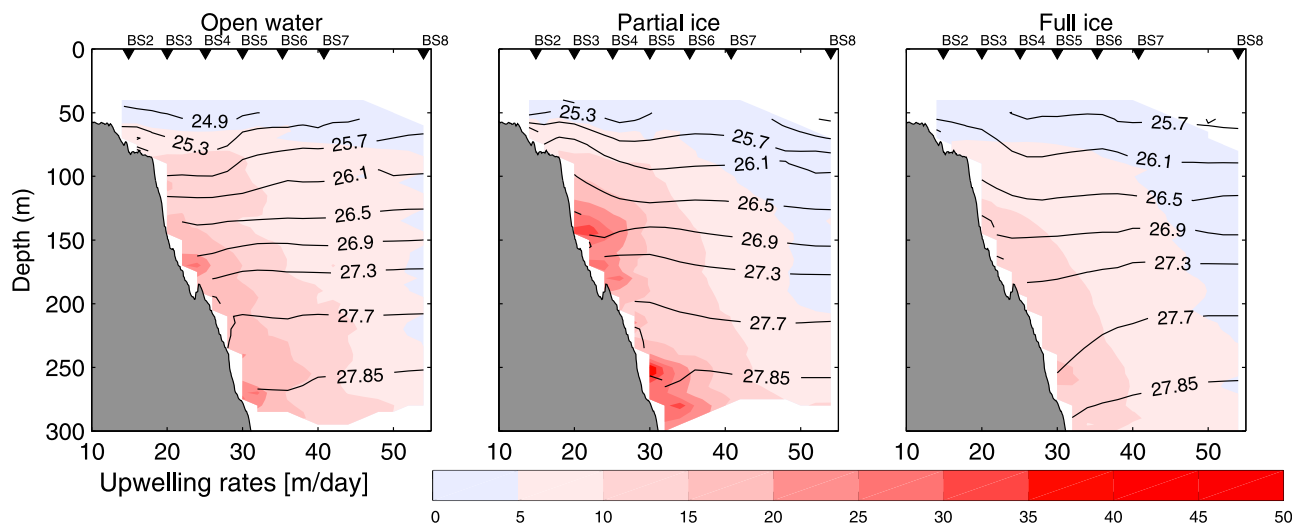 Open water
Partial ice
Full ice
BS2 BS3 BS4 BS5 BS6 BS7 BS8
BS2 BS3 BS4 BS5 BS6 BS7 BS8
BS2 BS3 BS4 BS5 BS6 BS7 BS8
Depth (m)
0
50
100
150
200
250
300
24.9
25.3
25.7
26.1
26.5
26.9
27.3
27.7
27.85
25.3
25.7
26.1
26.5
26.9
27.3
27.7
27.85
25.7
26.1
26.5
26.9
27.3
27.7
27.85
10 20 30 40 50
10 20 30 40 50
10 20 30 40 50
Upwelling rates [m/day]
0 5 10 15 20 25 30 35 40 45 50